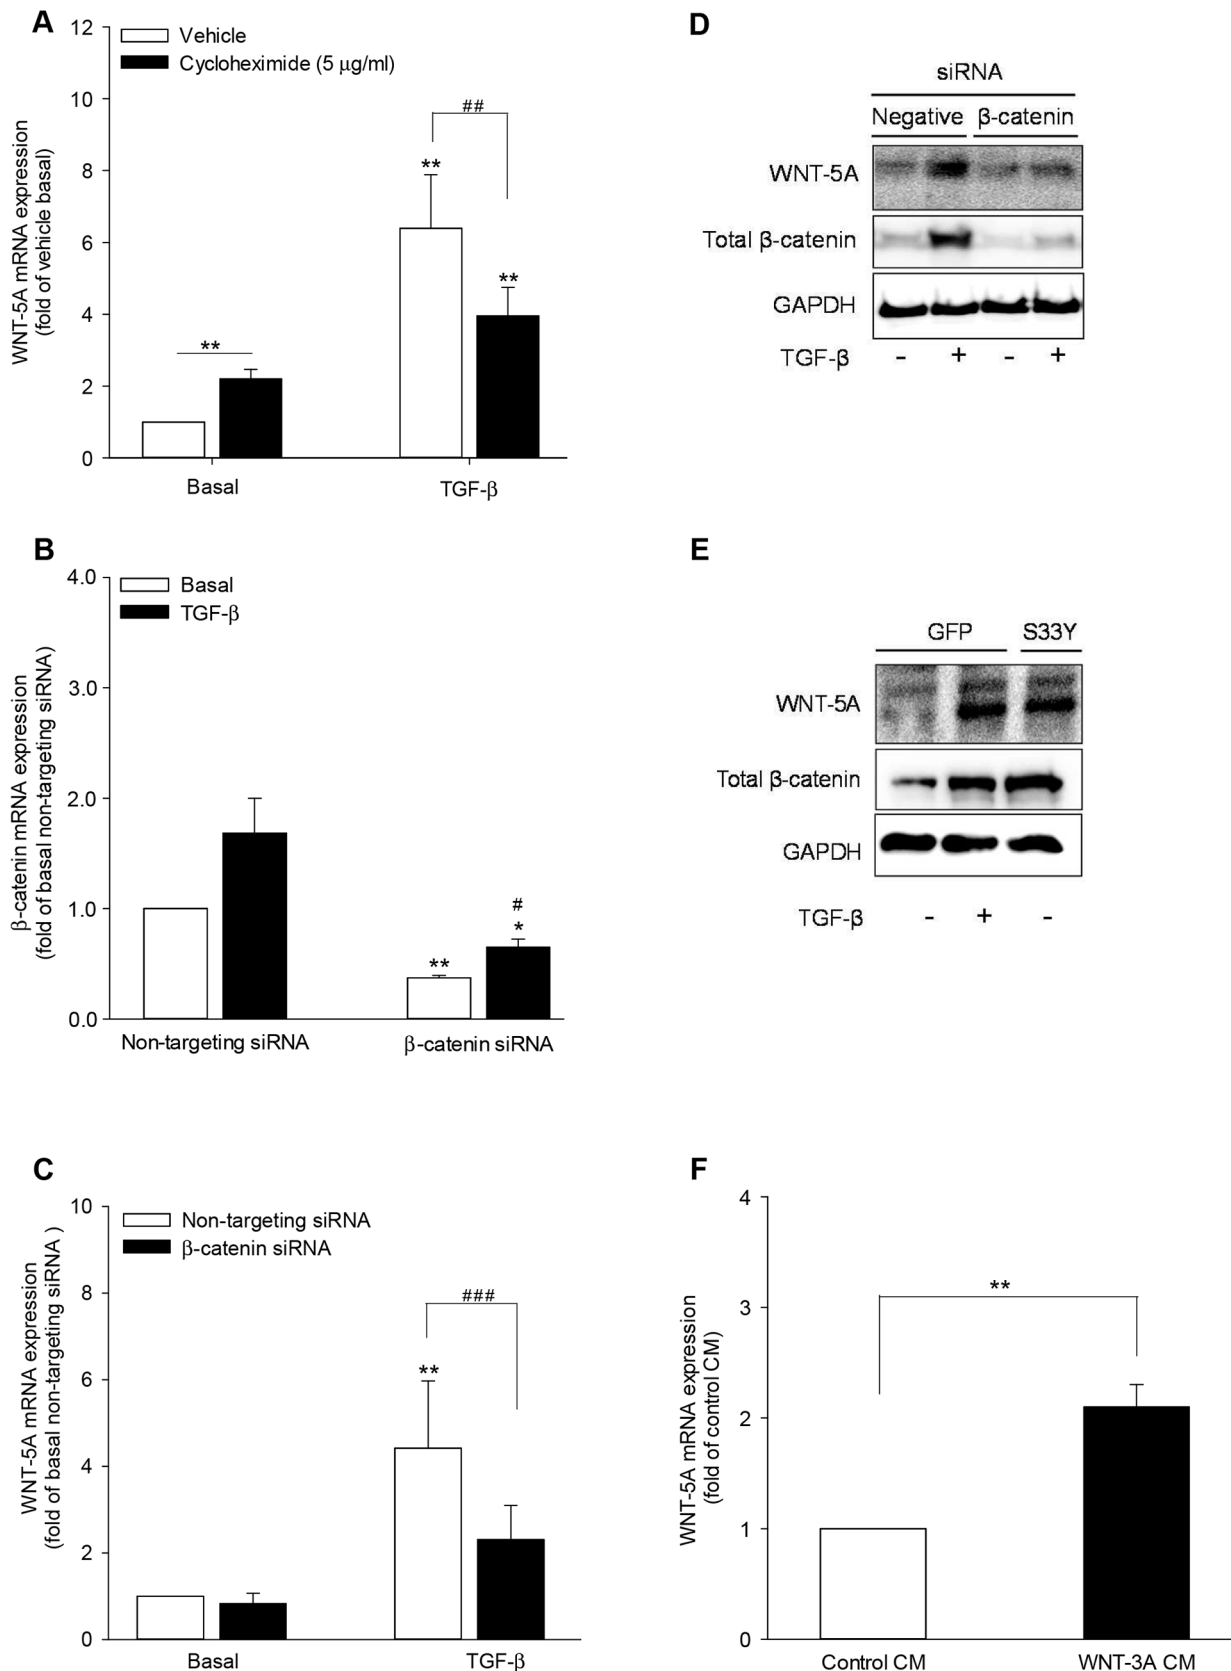 A
12
10
8
6
4
2
0
WNT-5A mRNA expression
(fold of vehicle basal)
Vehicle
Cycloheximide (5 μg/ml)
**
**
##
**
Basal
TGF-β
B
4.0
3.0
2.0
1.0
0.0
β-catenin mRNA expression
(fold of basal non-targeting siRNA)
Basal
TGF-β
**
#
*
Non-targeting siRNA
β-catenin siRNA
C
10
8
6
4
2
0
WNT-5A mRNA expression
(fold of basal non-targeting siRNA )
Non-targeting siRNA
β-catenin siRNA
###
**
Basal
TGF-β
D
siRNA
Negative β-catenin
WNT-5A
Total β-catenin
GAPDH
TGF-β - + - +
E
GFP S33Y
WNT-5A
Total β-catenin
GAPDH
TGF-β - + -
F
4
3
2
1
0
WNT-5A mRNA expression
(fold of control CM)
**
Control CM
WNT-3A CM